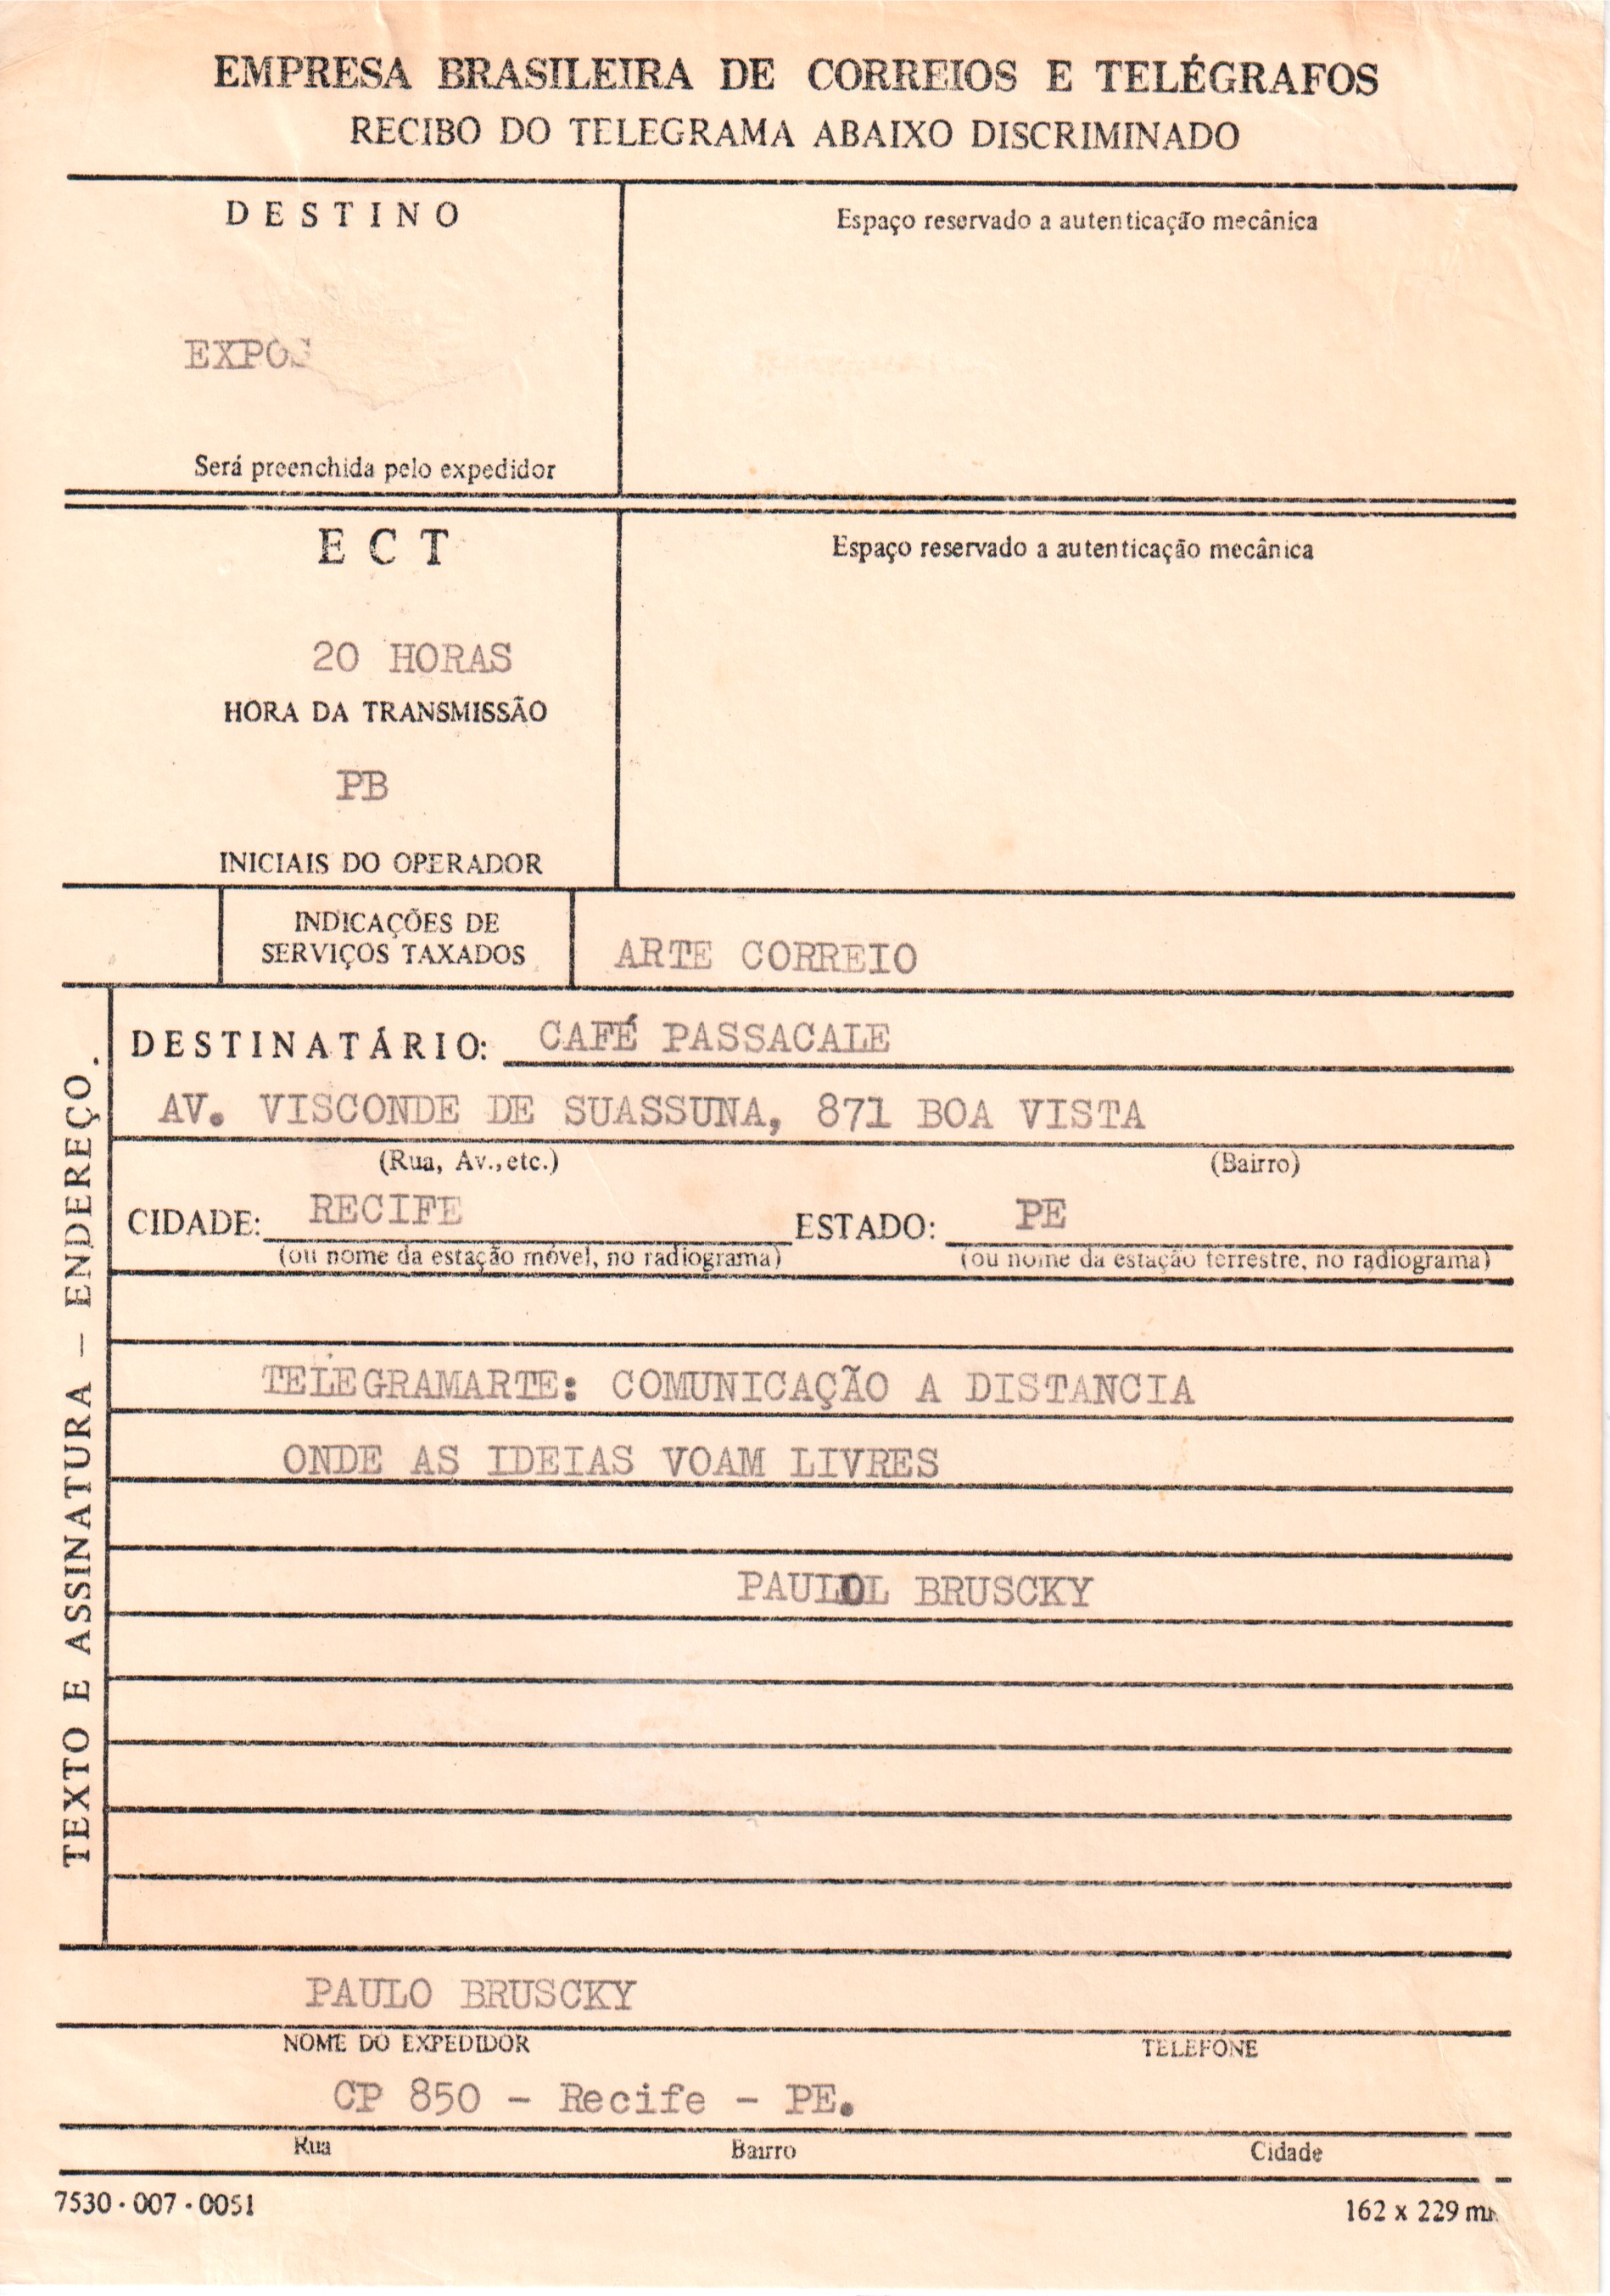 EMPRESA BRASILEIRA DE CORREIOS E TELÉGRAFOS
RECIBO DO TELEGRAMA ABAIXO DISCRIMINADO
DESTINO
Espaço reservado a autenticação mecânica
EXPOS
Será preenchida pelo expedidor
ECT
Espaço reservado a autenticação mecânica
20 HORAS
HORA DA TRANSMISSÃO
PB
INICIAIS DO OPERADOR
INDICAÇÕES DE
SERVIÇOS TAXADOS
ARTE CORREIO
TEXTO E ASSINATURA – ENDEREÇO.
DESTINATÁRIO: CAFÉ PASSACALE
AV. VISCONDE DE SUASSUNA, 871 BOA VISTA
(Rua, Av., etc.) (Bairro)
CIDADE: RECIFE ESTADO: PE
(ou nome da estação móvel, no radiograma) (ou nome da estação terrestre, no radiograma)
TELEGRAMARTE: COMUNICAÇÃO A DISTANCIA
ONDE AS IDEIAS VOAM LIVRES
PAULOL BRUSCKY
PAULO BRUSCKY
NOME DO EXPEDIDOR TELEFONE
CP 850 - Recife - PE.
Rua Bairro Cidade
7530 · 007 · 0051 162 x 229 mm